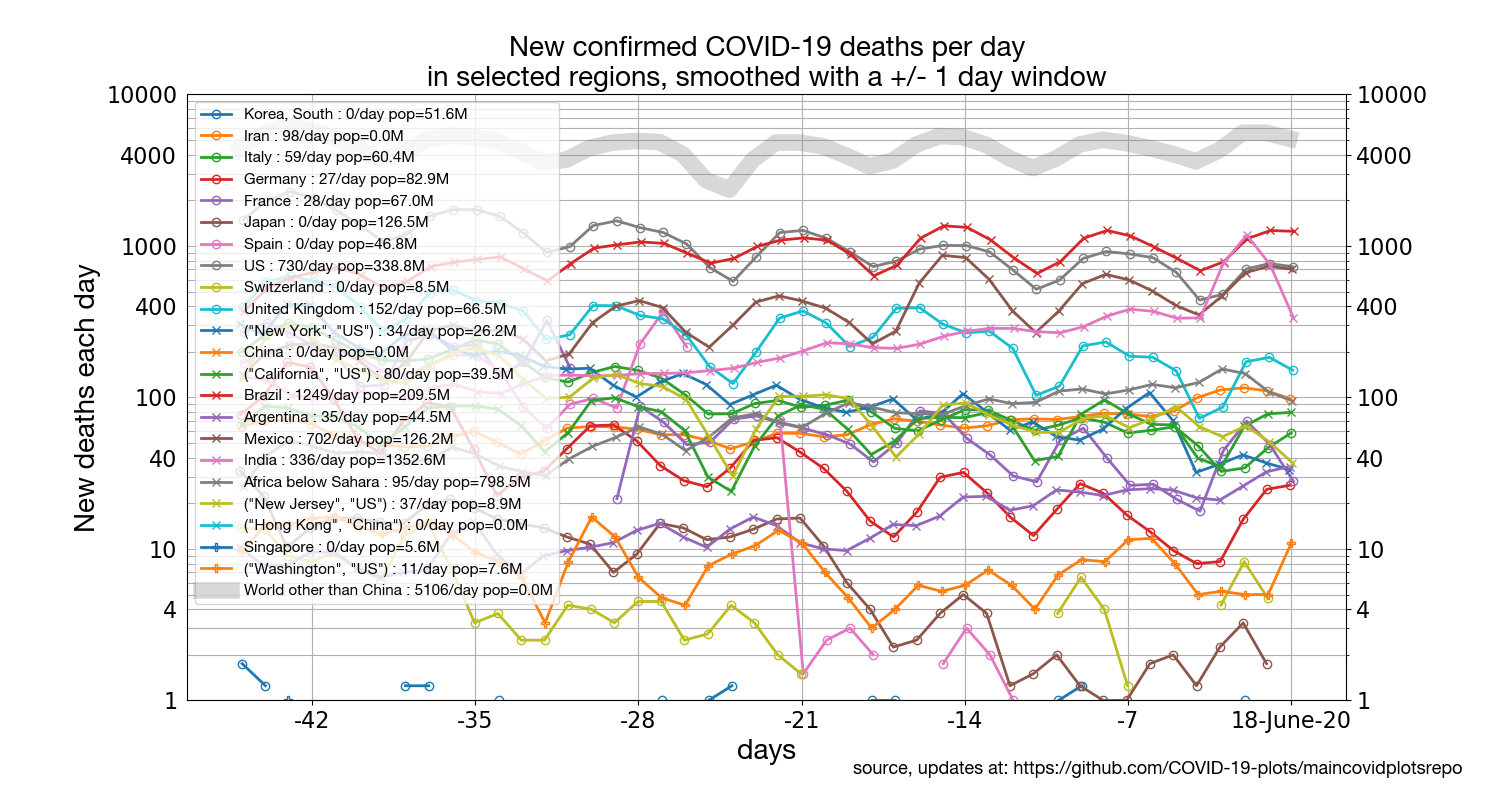 New confirmed COVID-19 deaths per day
in selected regions, smoothed with a +/- 1 day window
New deaths each day
10000
4000
1000
400
100
40
10
4
1
Korea, South : 0/day pop=51.6M
Iran : 98/day pop=0.0M
Italy : 59/day pop=60.4M
Germany : 27/day pop=82.9M
France : 28/day pop=67.0M
Japan : 0/day pop=126.5M
Spain : 0/day pop=46.8M
US : 730/day pop=338.8M
Switzerland : 0/day pop=8.5M
United Kingdom : 152/day pop=66.5M
("New York", "US") : 34/day pop=26.2M
China : 0/day pop=0.0M
("California", "US") : 80/day pop=39.5M
Brazil : 1249/day pop=209.5M
Argentina : 35/day pop=44.5M
Mexico : 702/day pop=126.2M
India : 336/day pop=1352.6M
Africa below Sahara : 95/day pop=798.5M
("New Jersey", "US") : 37/day pop=8.9M
("Hong Kong", "China") : 0/day pop=0.0M
Singapore : 0/day pop=5.6M
("Washington", "US") : 11/day pop=7.6M
World other than China : 5106/day pop=0.0M
10000
4000
1000
400
100
40
10
4
1
-42 -35 -28 -21 -14 -7 18-June-20
days
source, updates at: https://github.com/COVID-19-plots/maincovidplotsrepo